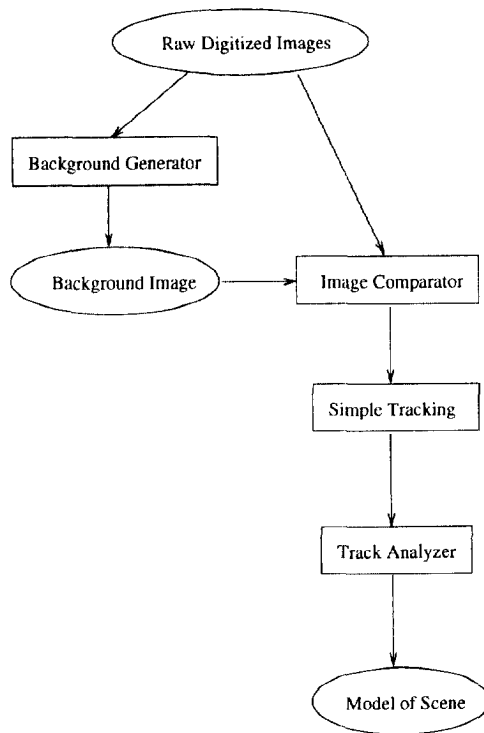 Raw Digitized Images
Background Generator
Background Image
Image Comparator
Simple Tracking
Track Analyzer
Model of Scene